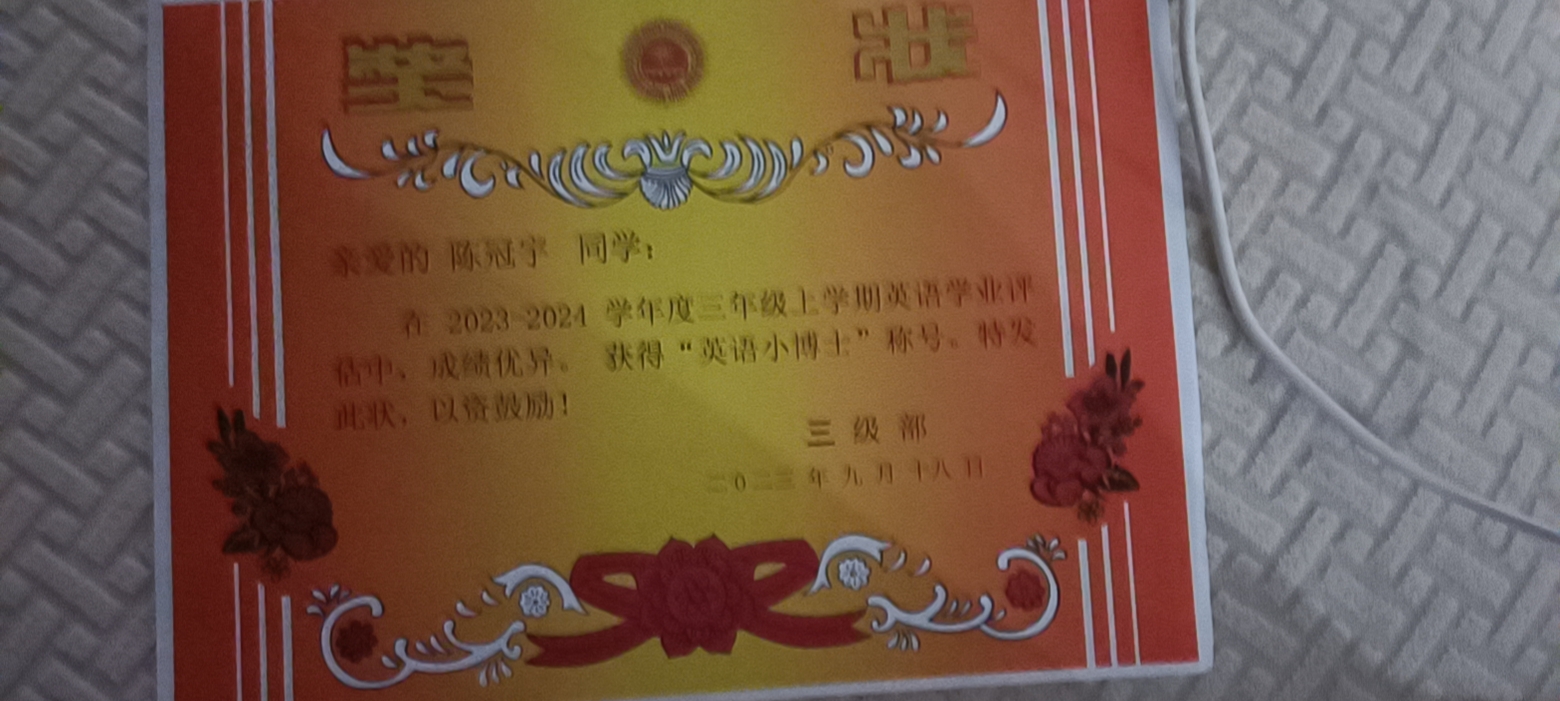 奖 状
亲爱的 陈冠宇 同学：
在 2023-2024 学年度三年级上学期英语学业评
估中，成绩优异。 获得“英语小博士”称号。特发
此状，以资鼓励！
三 级 部
二0二三 年 九 月 十八 日